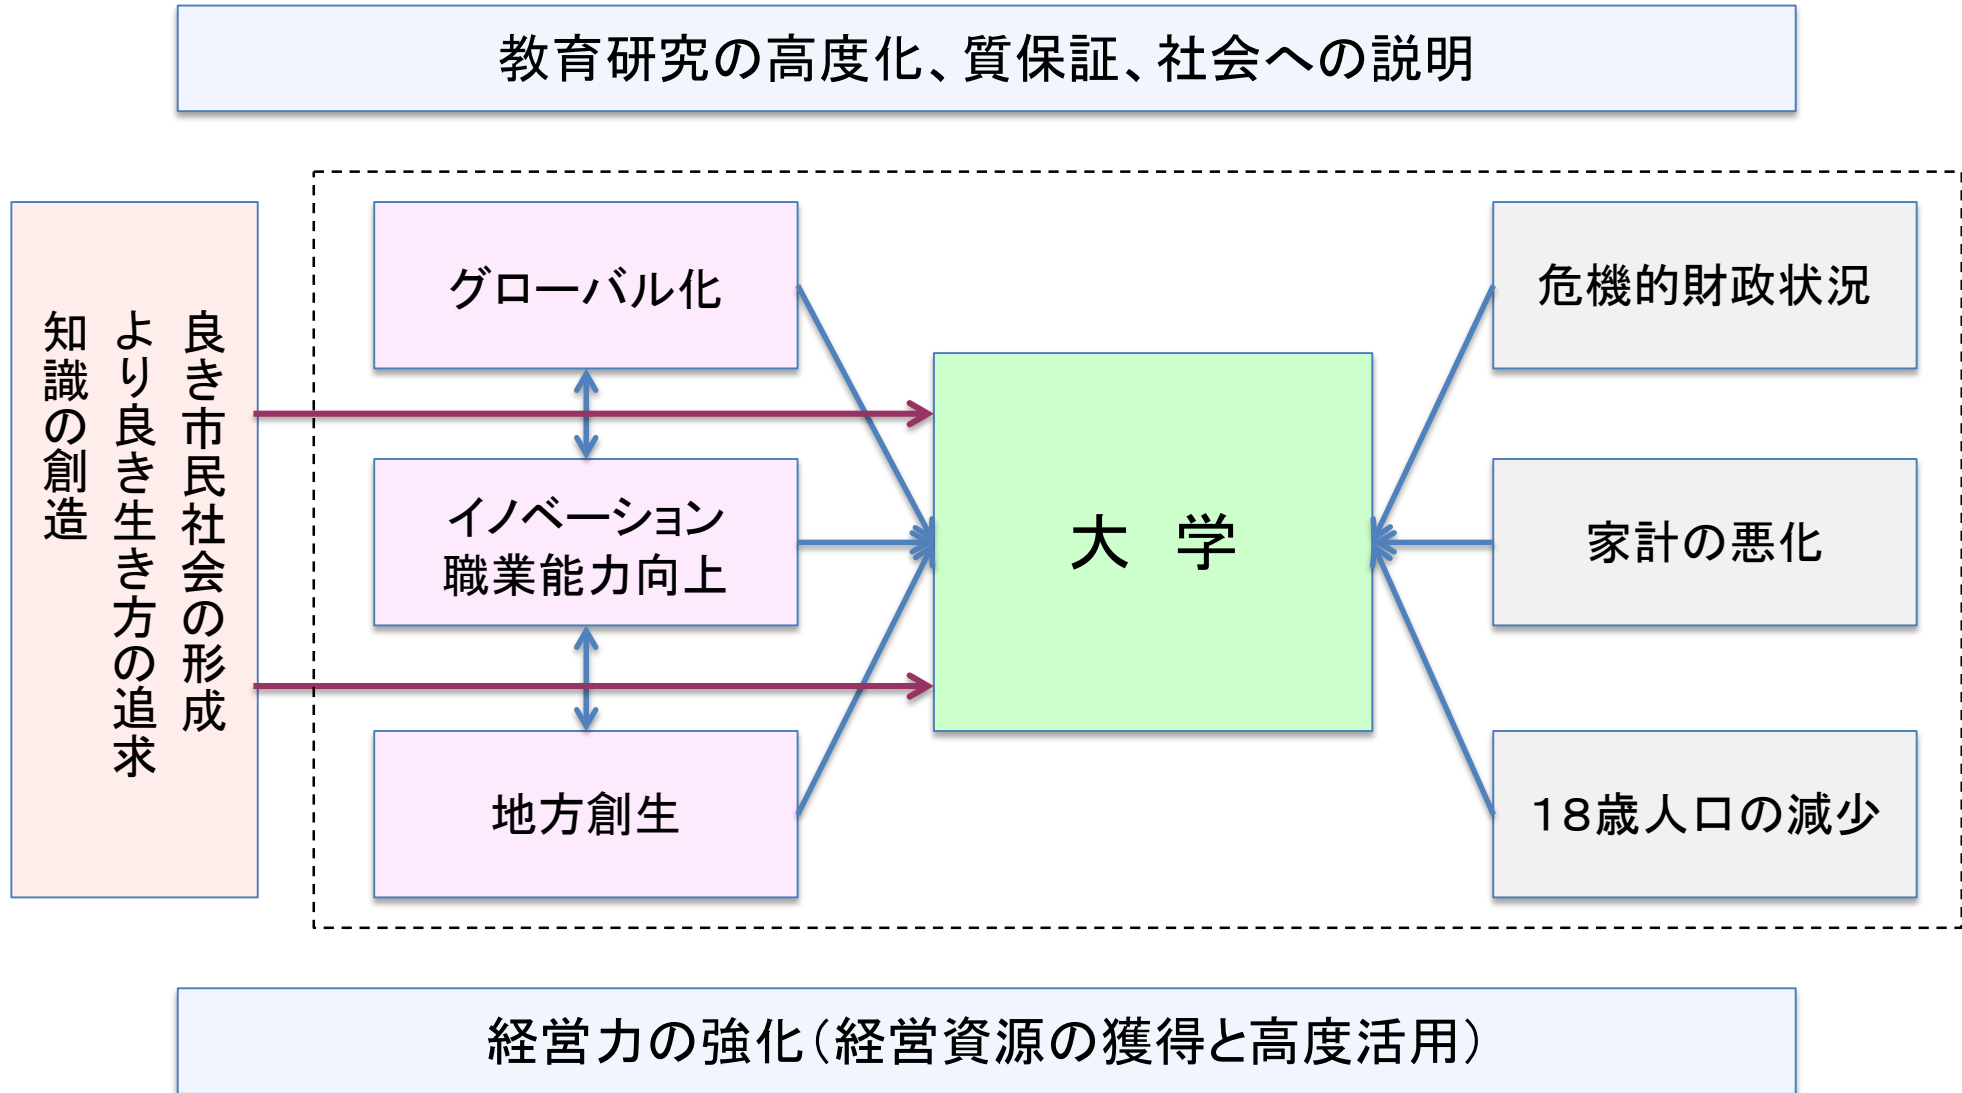 教育研究の高度化、質保証、社会への説明
良き市民社会の形成
より良き生き方の追求
知識の創造
グローバル化
イノベーション
職業能力向上
地方創生
大　学
危機的財政状況
家計の悪化
１８歳人口の減少
経営力の強化（経営資源の獲得と高度活用）